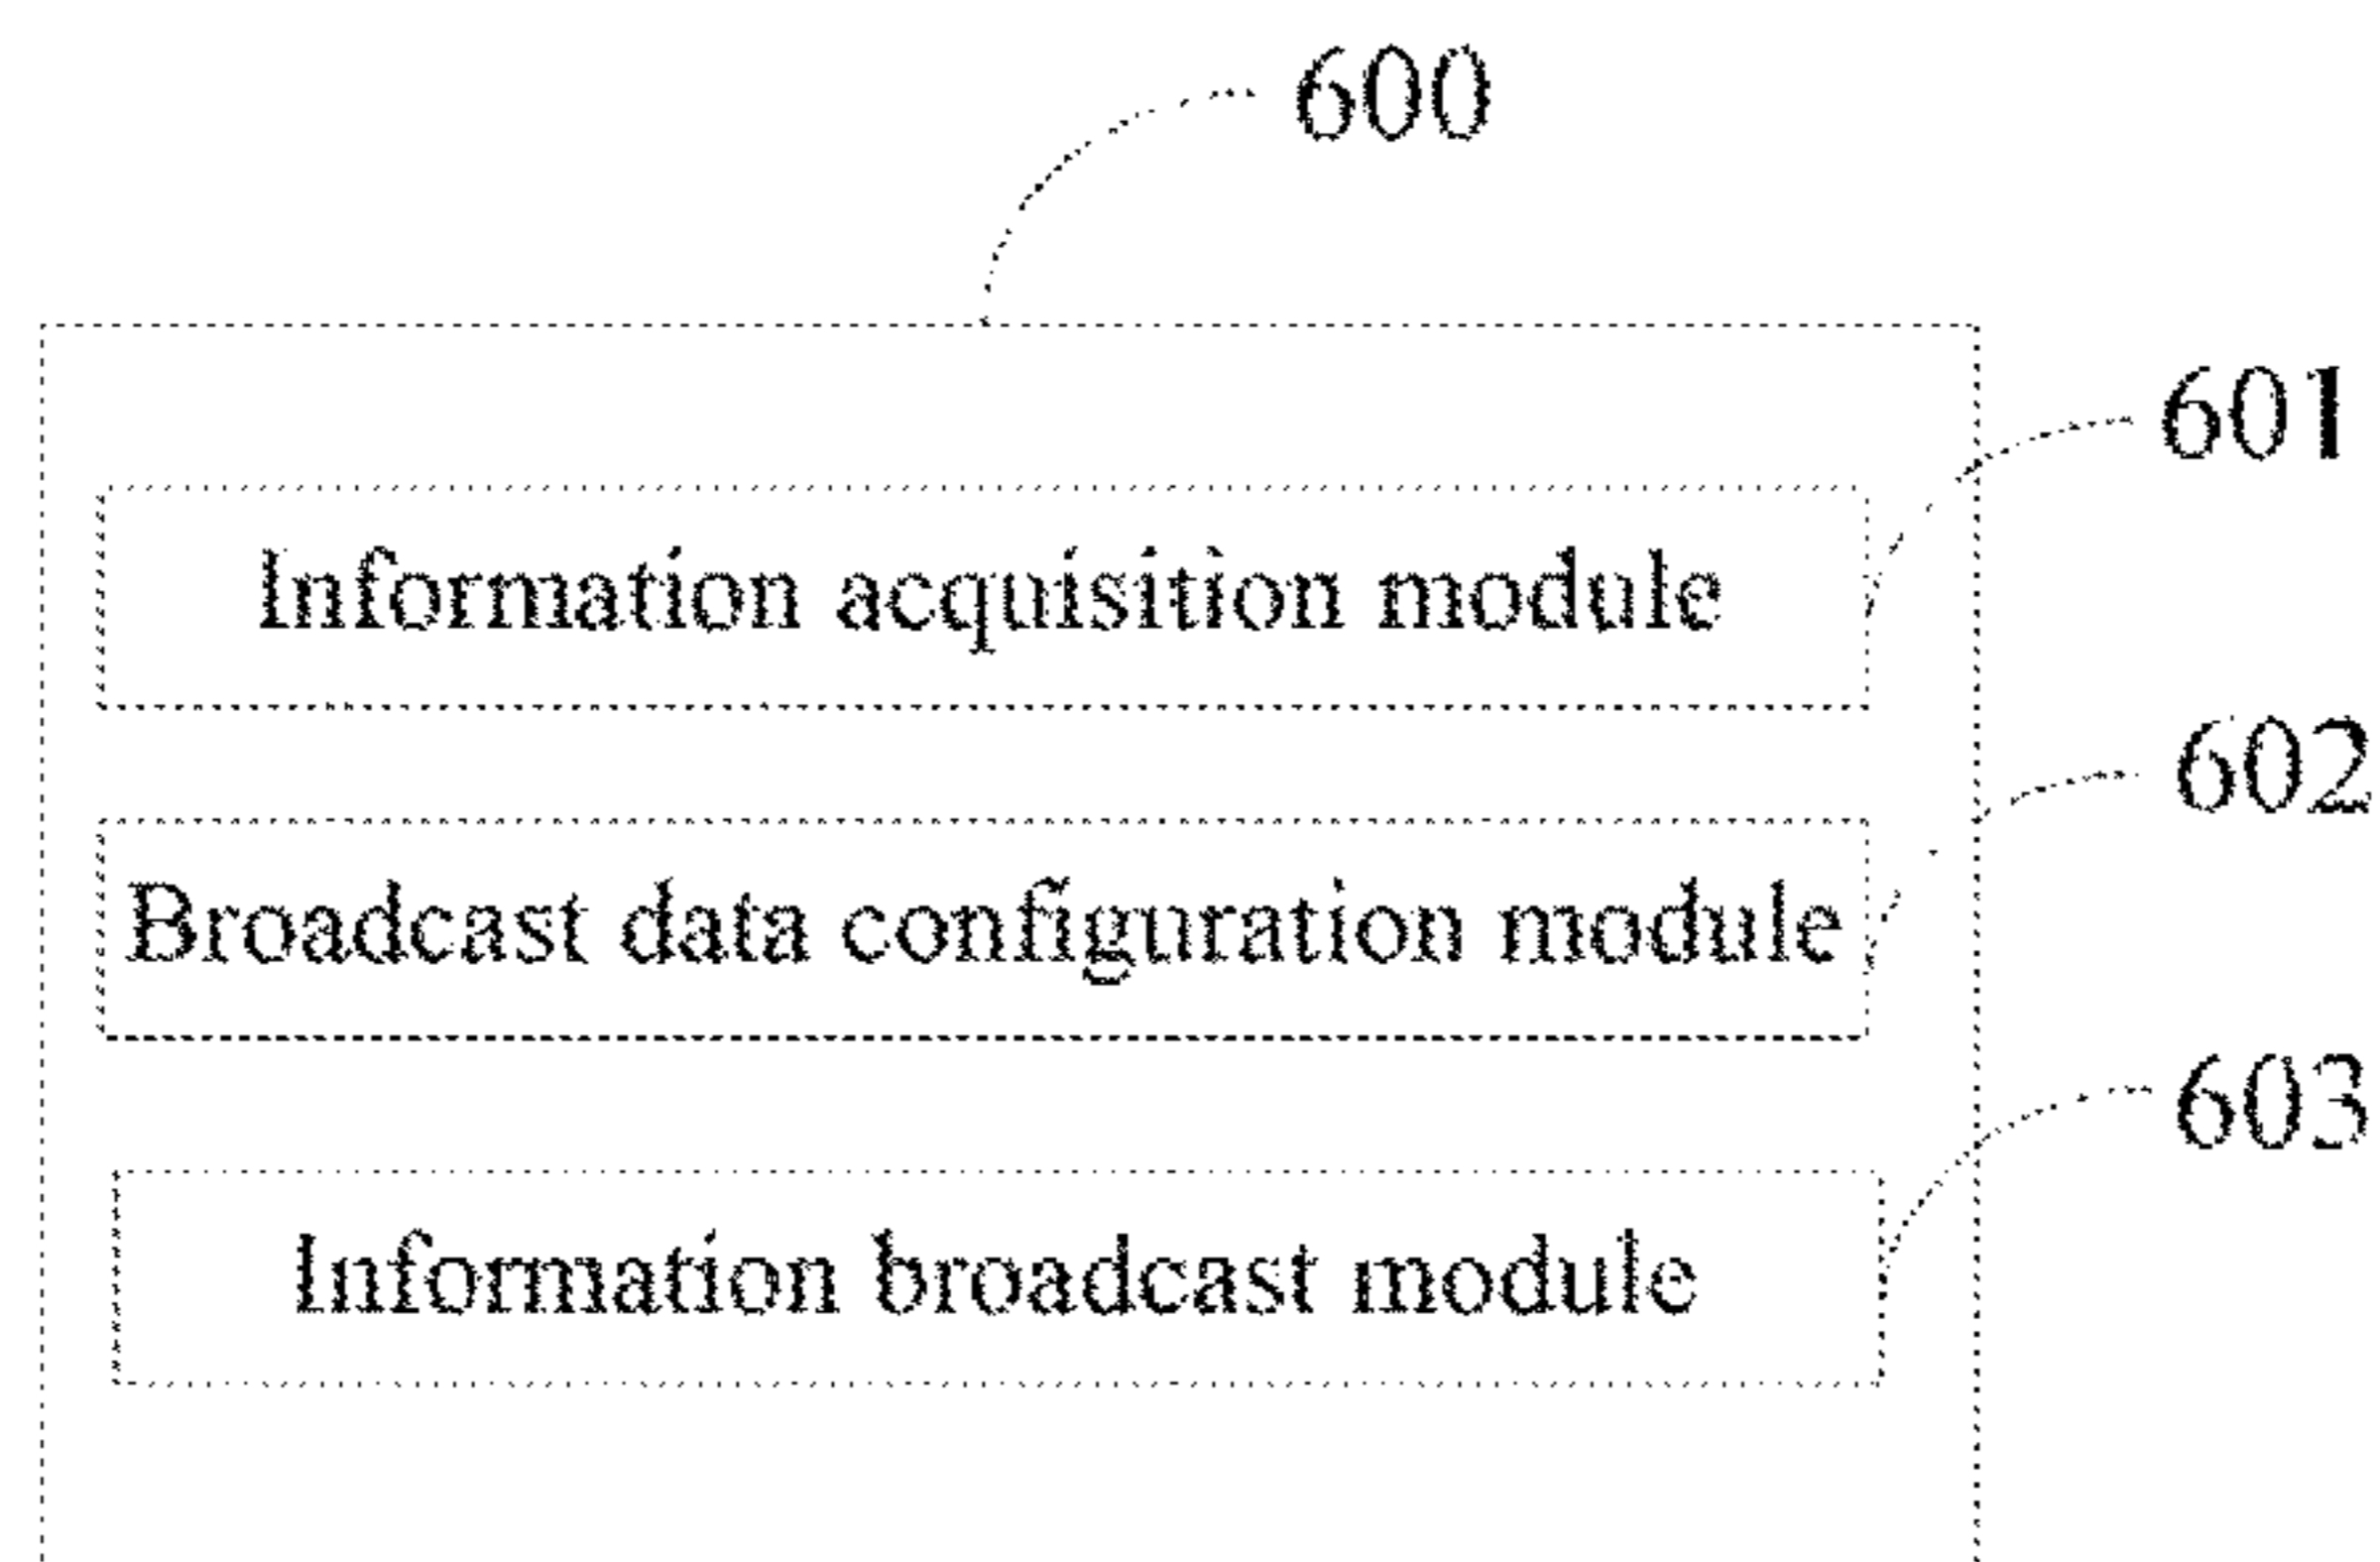 600
601
Information acquisition module
602
Broadcast data configuration module
603
Information broadcast module